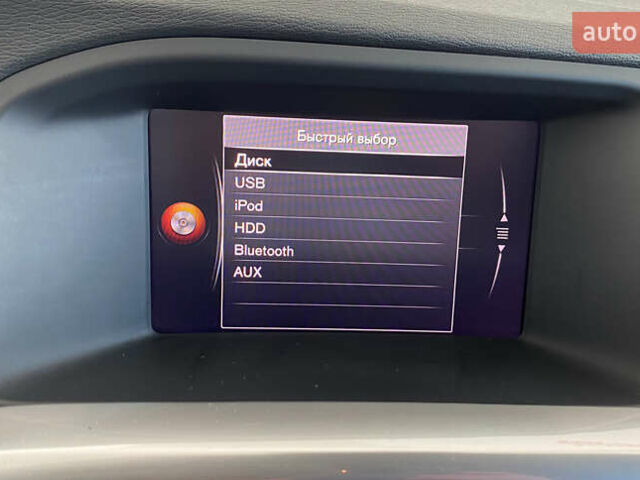 auto
Быстрый выбор
Диск
USB
iPod
HDD
Bluetooth
AUX